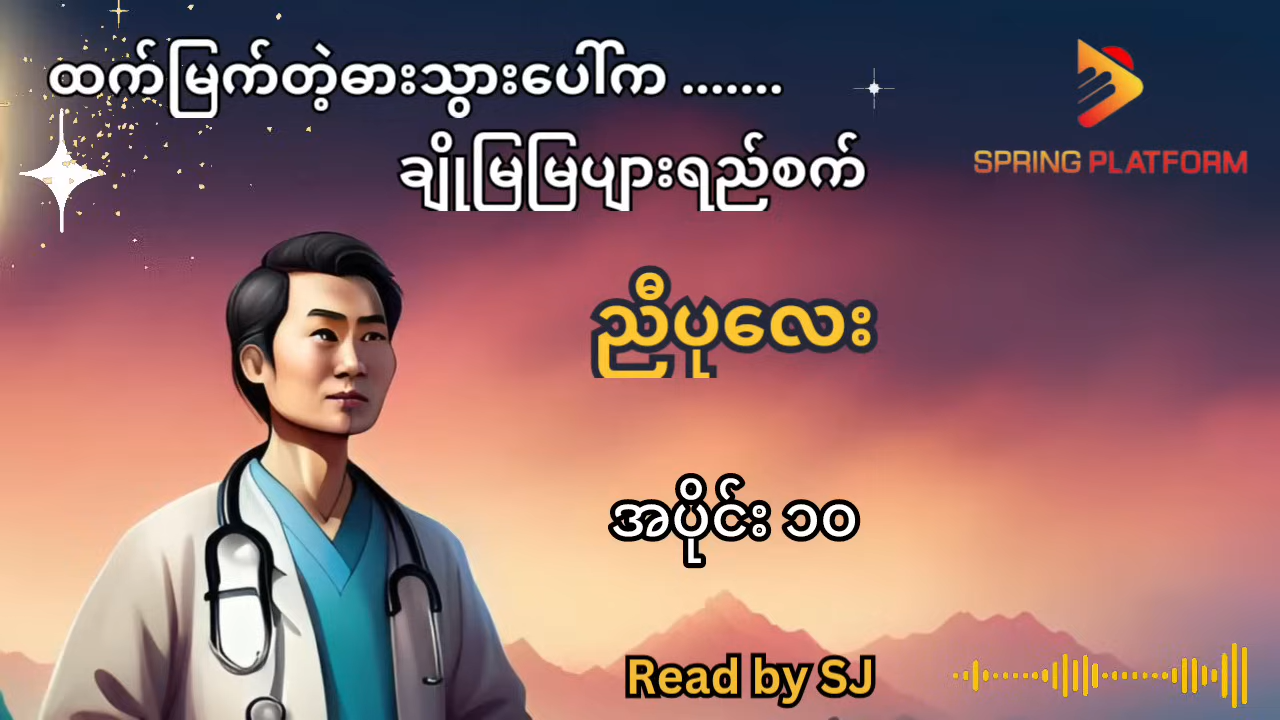 ထက်မြက်တဲ့ဓားသွားပေါ်က .......
ချိုမြမြပျားရည်စက်
SPRING PLATFORM
ညီပုလေး
အပိုင်း ၁၀
Read by SJ